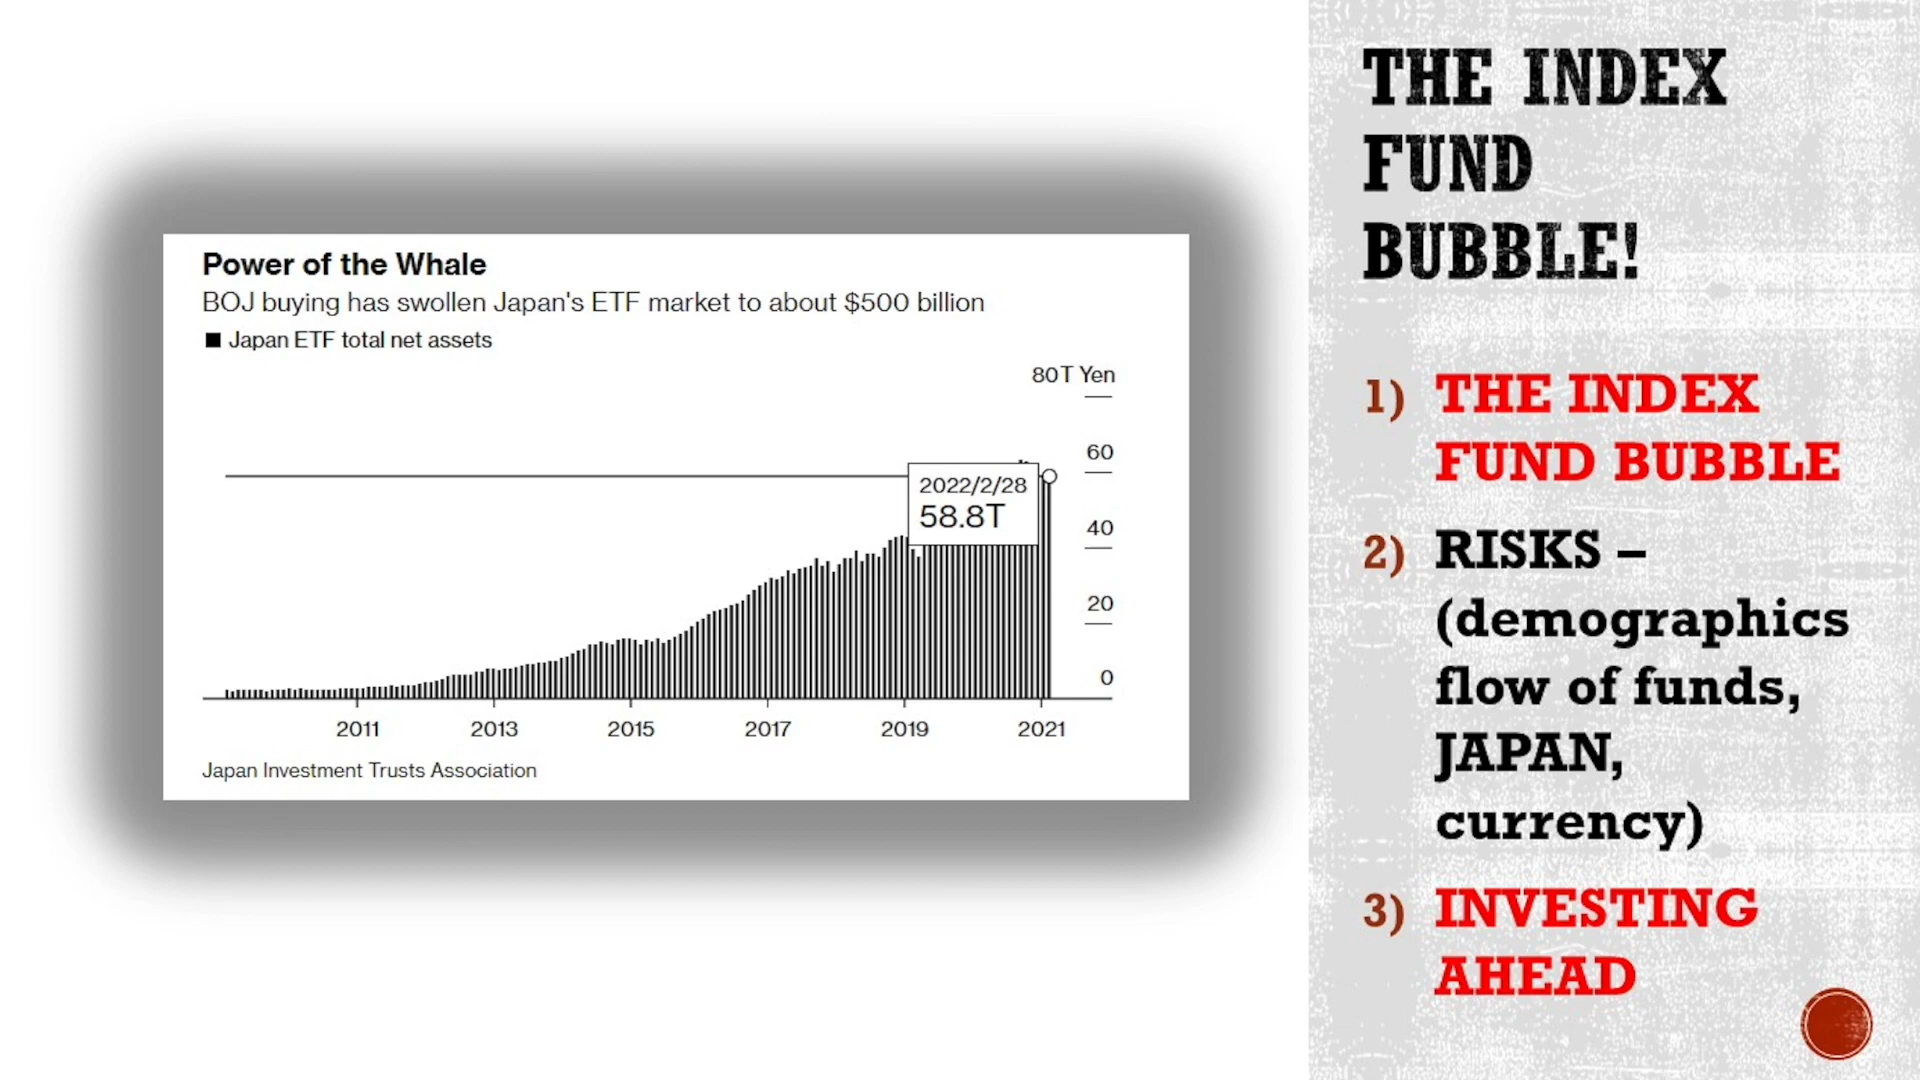 Power of the Whale
BOJ buying has swollen Japan's ETF market to about $500 billion
Japan ETF total net assets
80T Yen
60
2022/2/28
58.8T
40
20
0
2011 2013 2015 2017 2019 2021
Japan Investment Trusts Association
THE INDEX
FUND
BUBBLE!
1) THE INDEX
FUND BUBBLE
2) RISKS –
(demographics
flow of funds,
JAPAN,
currency)
3) INVESTING
AHEAD